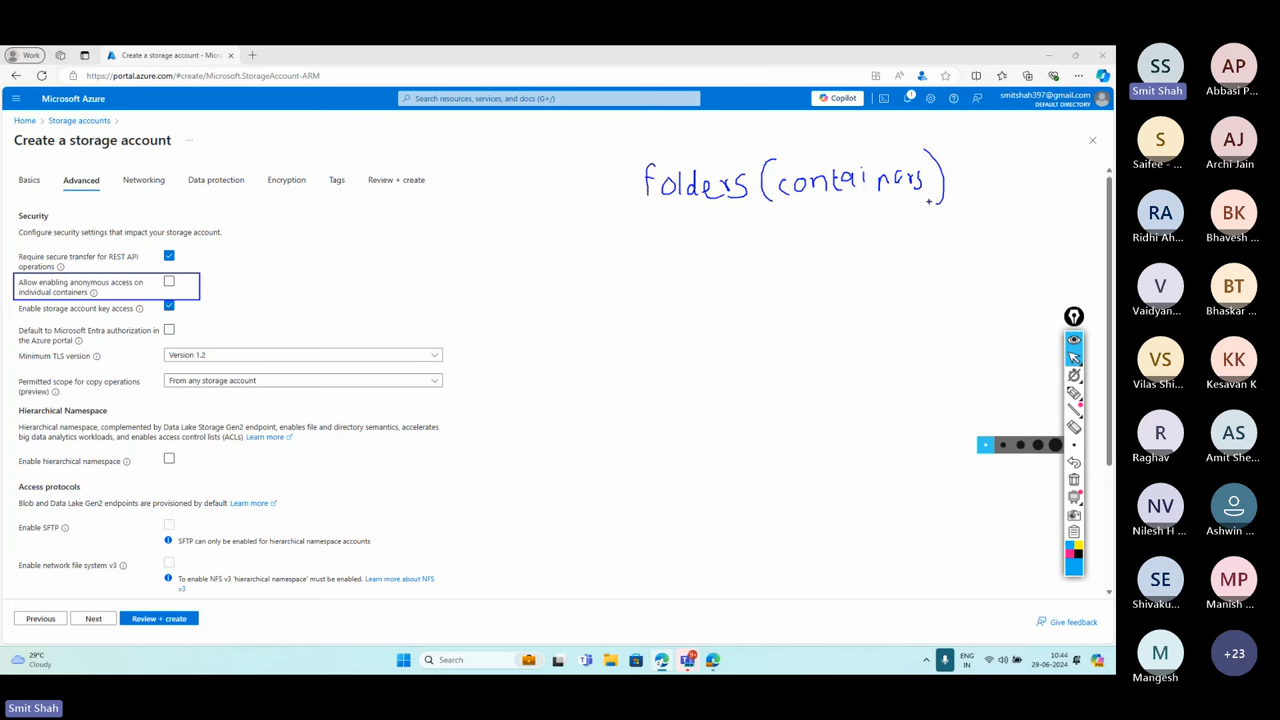 Work
Create a storage account - Micr
https://portal.azure.com/#create/Microsoft.StorageAccount-ARM
Microsoft Azure
Search resources, services, and docs (G+/)
Copilot
1
smitshah397@gmail.com
DEFAULT DIRECTORY
Home > Storage accounts >
Create a storage account ...
Basics
Advanced
Networking
Data protection
Encryption
Tags
Review + create
folders (containers)
Security
Configure security settings that impact your storage account.
Require secure transfer for REST API
operations
Allow enabling anonymous access on
individual containers
Enable storage account key access
Default to Microsoft Entra authorization in
the Azure portal
Minimum TLS version
Version 1.2
Permitted scope for copy operations
(preview)
From any storage account
Hierarchical Namespace
Hierarchical namespace, complemented by Data Lake Storage Gen2 endpoint, enables file and directory semantics, accelerates
big data analytics workloads, and enables access control lists (ACLs) Learn more
Enable hierarchical namespace
Access protocols
Blob and Data Lake Gen2 endpoints are provisioned by default Learn more
Enable SFTP
SFTP can only be enabled for hierarchical namespace accounts
Enable network file system v3
To enable NFS v3 'hierarchical namespace' must be enabled. Learn more about NFS
v3
Previous
Next
Review + create
Give feedback
29°C
Cloudy
Search
ENG
IN
10:44
29-06-2024
SS
Smit Shah
AP
Abbasi P...
S
Saifee - ...
AJ
Archi Jain
RA
Ridhi Ah...
BK
Bhavesh ...
V
Vaidyan...
BT
Bhaskar ...
VS
Vilas Shi...
KK
Kesavan K
R
Raghav
AS
Amit She...
NV
Nilesh H ...
Ashwin ...
SE
Shivaku...
MP
Manish ...
M
Mangesh
+23
Smit Shah